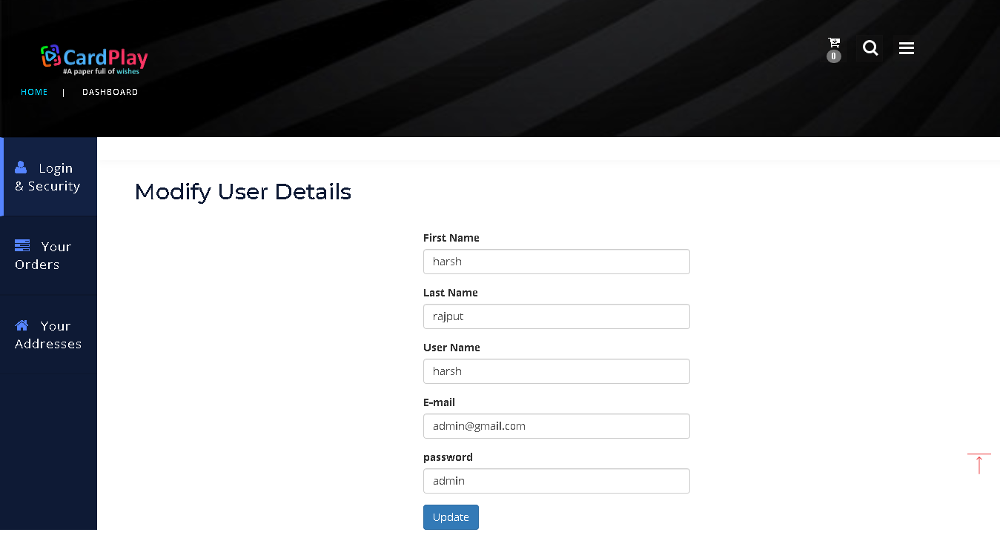 CardPlay
#A paper full of wishes
0
HOME | DASHBOARD
Login
& Security
Your
Orders
Your
Addresses
Modify User Details
First Name
harsh
Last Name
rajput
User Name
harsh
E-mail
admin@gmail.com
password
admin
Update